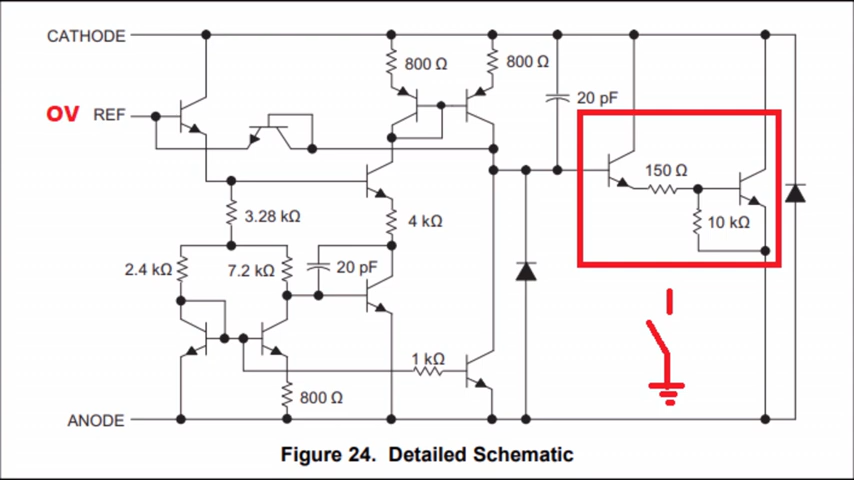 CATHODE
800 Ω
800 Ω
20 pF
0V REF
150 Ω
3.28 kΩ
4 kΩ
10 kΩ
2.4 kΩ
7.2 kΩ
20 pF
1 kΩ
800 Ω
ANODE
Figure 24. Detailed Schematic